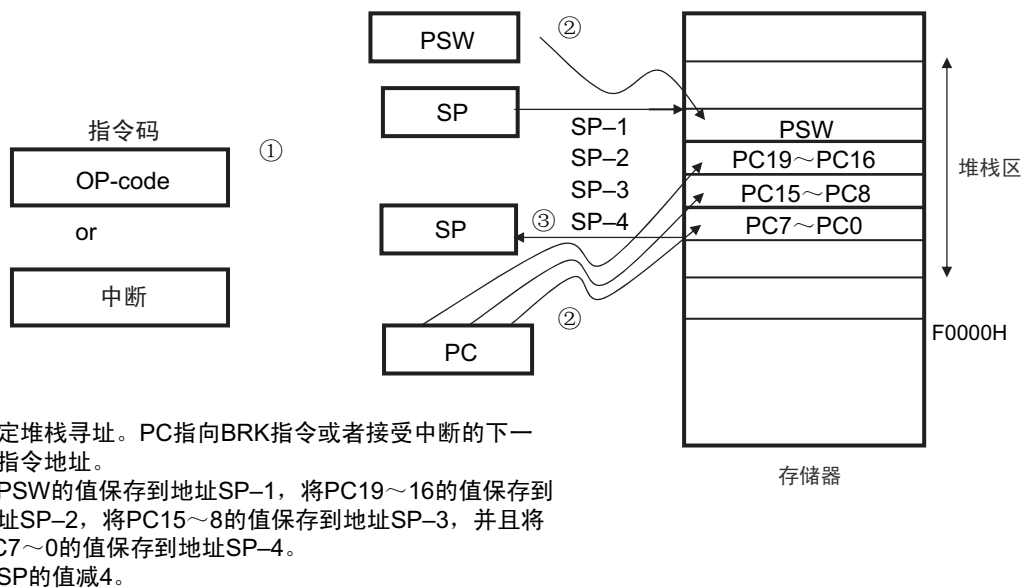 PSW
②
SP
SP–1
SP–2
SP–3
SP–4
指令码
①
OP-code
or
中断
SP
③
②
PC
PSW
PC19～PC16
PC15～PC8
PC7～PC0
堆栈区
F0000H
存储器
定堆栈寻址。PC指向BRK指令或者接受中断的下一
指令地址。
PSW的值保存到地址SP–1，将PC19～16的值保存到
址SP–2，将PC15～8的值保存到地址SP–3，并且将
C7～0的值保存到地址SP–4。
SP的值减4。